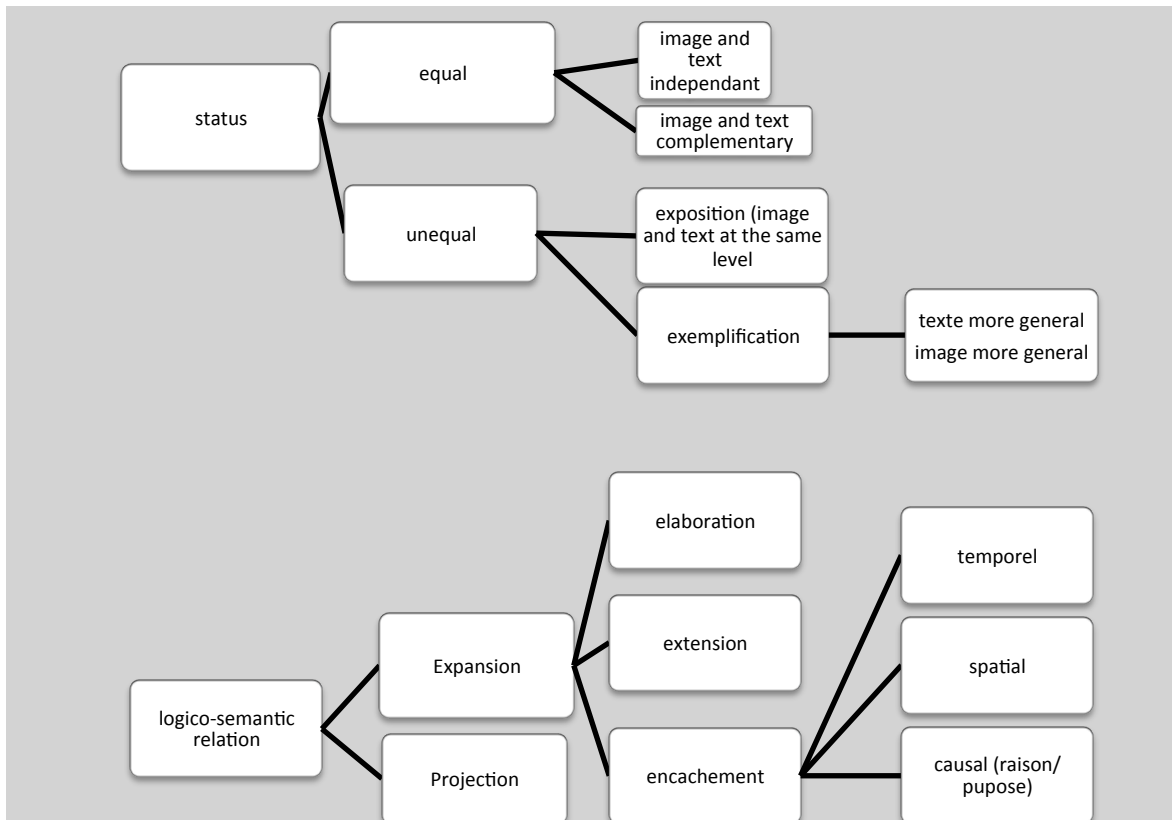 status
equal
image and
text
independant
image and text
complementary
unequal
exposition (image
and text at the same
level
exemplification
texte more general
image more general
logico-semantic
relation
Expansion
Projection
elaboration
extension
encachement
temporel
spatial
causal (raison/
pupose)